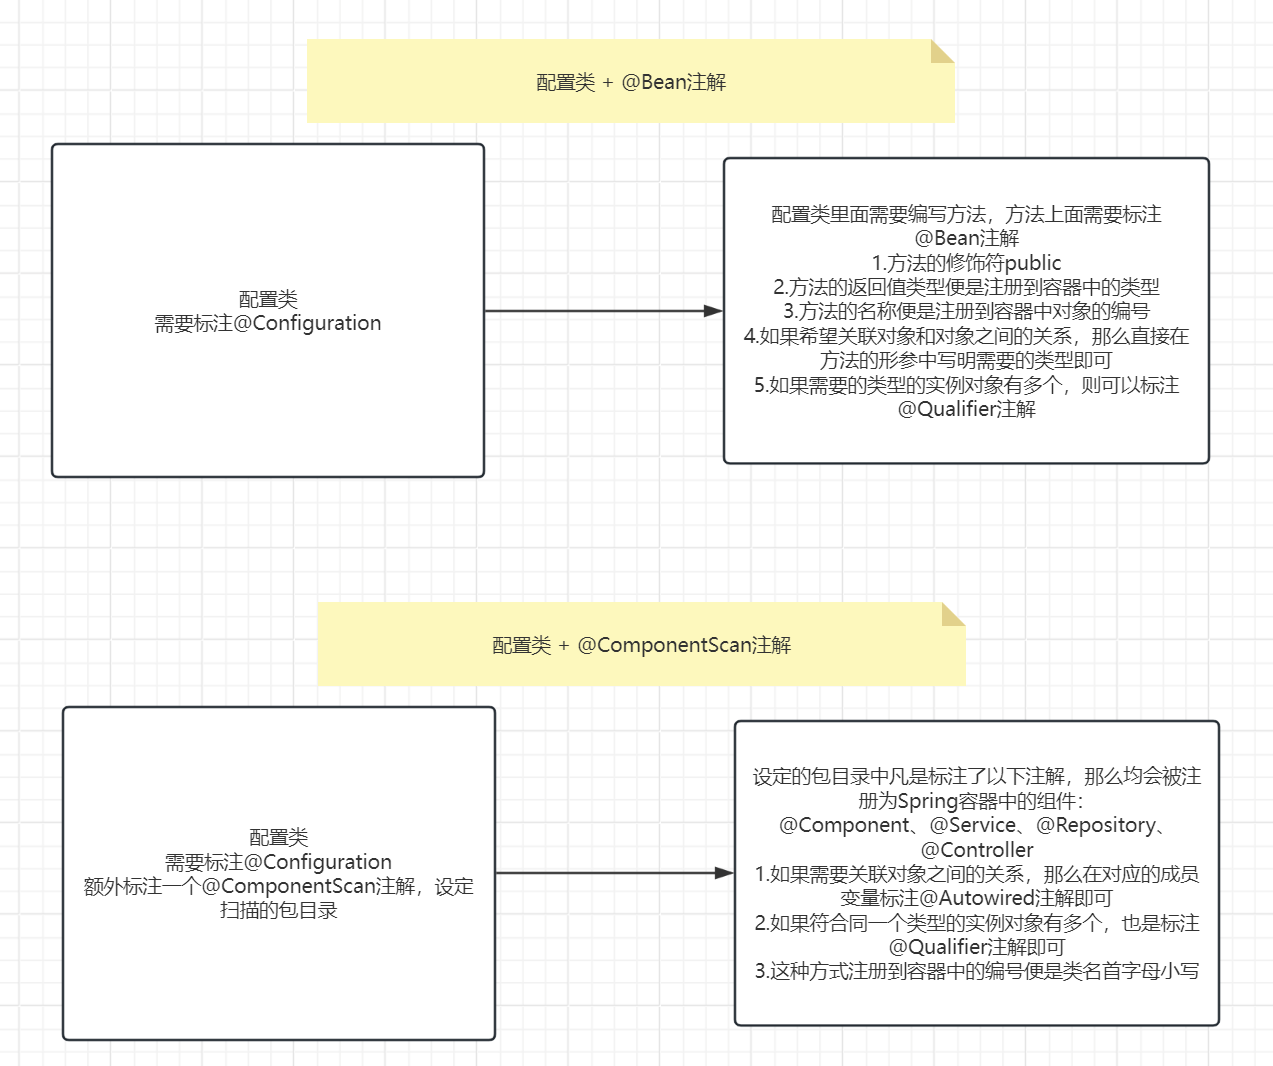 配置类 + @Bean注解
配置类
需要标注@Configuration
配置类里面需要编写方法，方法上面需要标注
@Bean注解
1.方法的修饰符public
2.方法的返回值类型便是注册到容器中的类型
3.方法的名称便是注册到容器中对象的编号
4.如果希望关联对象和对象之间的关系，那么直接在
方法的形参中写明需要的类型即可
5.如果需要的类型的实例对象有多个，则可以标注
@Qualifier注解
配置类 + @ComponentScan注解
配置类
需要标注@Configuration
额外标注一个@ComponentScan注解，设定
扫描的包目录
设定的包目录中凡是标注了以下注解，那么均会被注
册为Spring容器中的组件：
@Component、@Service、@Repository、
@Controller
1.如果需要关联对象之间的关系，那么在对应的成员
变量标注@Autowired注解即可
2.如果符合同一个类型的实例对象有多个，也是标注
@Qualifier注解即可
3.这种方式注册到容器中的编号便是类名首字母小写